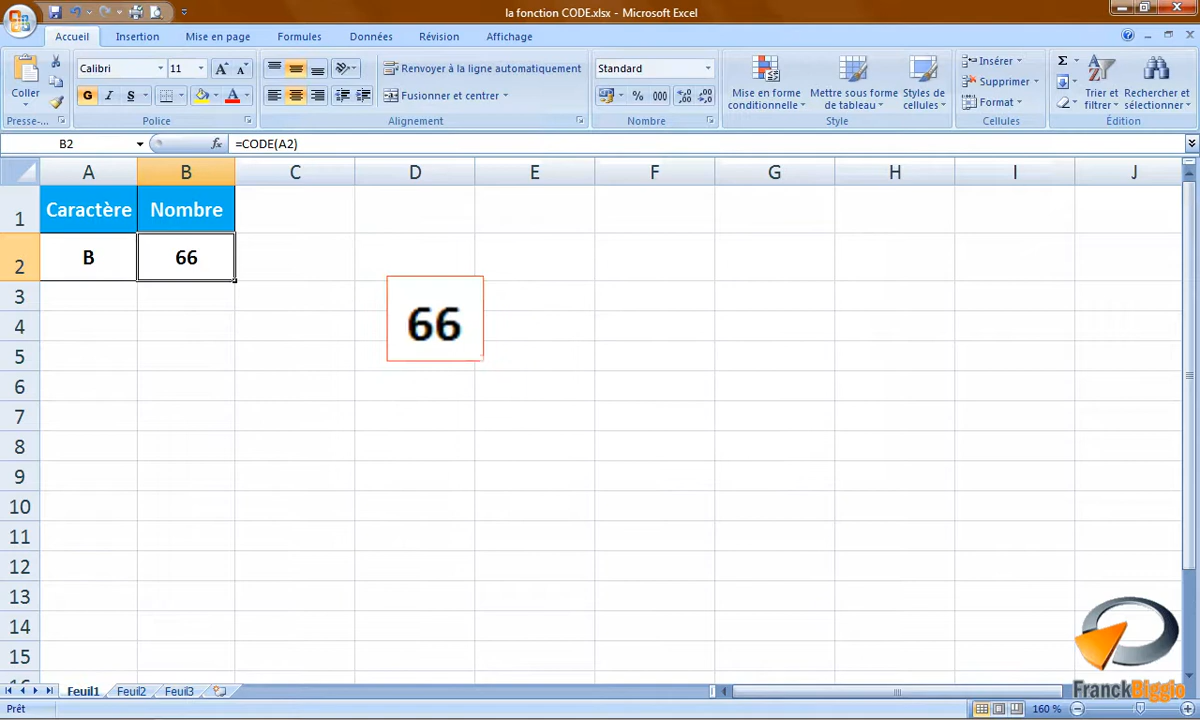 la fonction CODE.xlsx - Microsoft Excel
Accueil Insertion Mise en page Formules Données Révision Affichage
Coller
Calibri 11 A A
G I S A
Renvoyer à la ligne automatiquement
Fusionner et centrer
Standard
% 000 ,00 ,00
Mise en forme conditionnelle
Mettre sous forme de tableau
Styles de cellules
Insérer
Supprimer
Format
Σ
Trier et filtrer
Rechercher et sélectionner
Presse-... Police Alignement Nombre Style Cellules Édition
B2 fx =CODE(A2)
A B C D E F G H I J
1 Caractère Nombre
2 B 66
3
66
4
5
6
7
8
9
10
11
12
13
14
15
16
FranckBiggio
Feuil1 Feuil2 Feuil3
Prêt 160 %